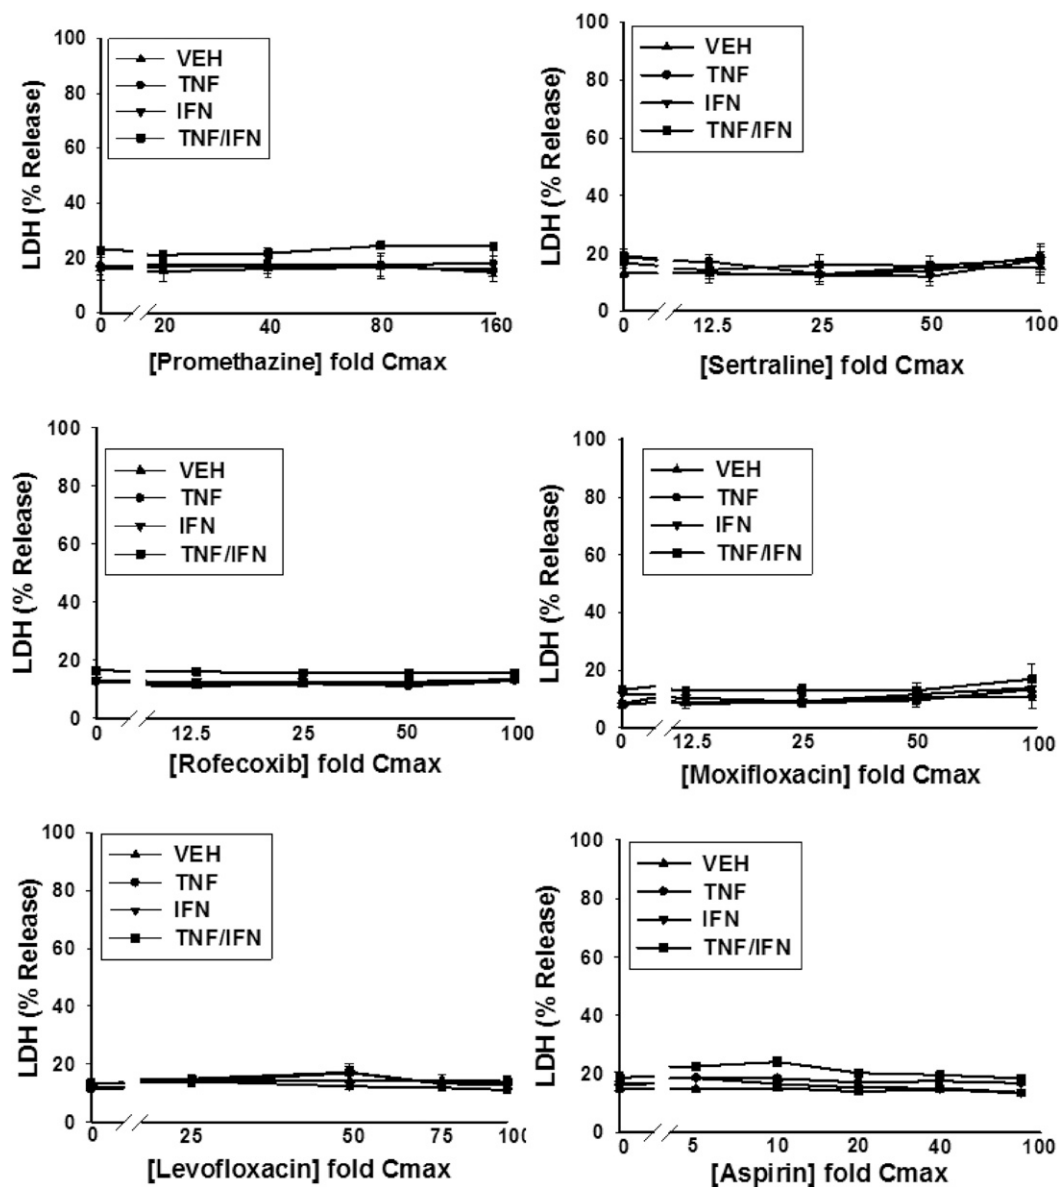 LDH (% Release)
100
80
60
40
20
0
VEH
TNF
IFN
TNF/IFN
0 20 40 80 160
[Promethazine] fold Cmax
LDH (% Release)
100
80
60
40
20
0
VEH
TNF
IFN
TNF/IFN
0 12.5 25 50 100
[Sertraline] fold Cmax
LDH (% Release)
100
80
60
40
20
0
VEH
TNF
IFN
TNF/IFN
0 12.5 25 50 100
[Rofecoxib] fold Cmax
LDH (% Release)
100
80
60
40
20
0
VEH
TNF
IFN
TNF/IFN
0 12.5 25 50 100
[Moxifloxacin] fold Cmax
LDH (% Release)
100
80
60
40
20
0
VEH
TNF
IFN
TNF/IFN
0 25 50 75 100
[Levofloxacin] fold Cmax
LDH (% Release)
100
80
60
40
20
0
VEH
TNF
IFN
TNF/IFN
0 5 10 20 40 100
[Aspirin] fold Cmax